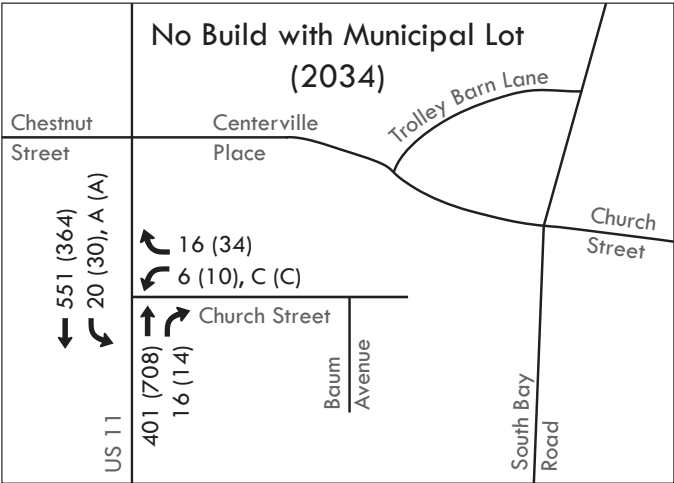 No Build with Municipal Lot
(2034)
Trolley Barn Lane
Chestnut
Street
Centerville
Place
Church
Street
551 (364)
20 (30), A (A)
16 (34)
6 (10), C (C)
Church Street
401 (708)
16 (14)
Baum
Avenue
US 11
South Bay
Road